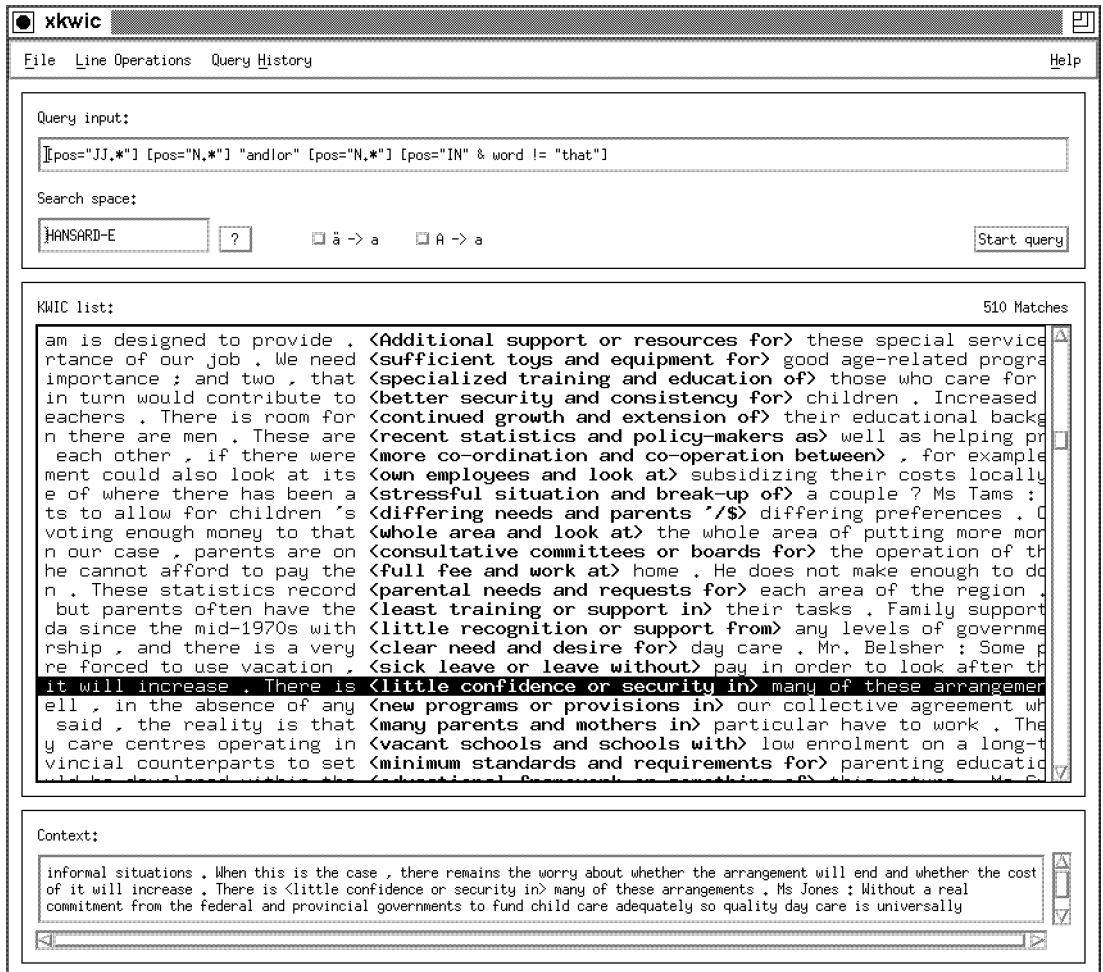 xkwic
File Line Operations Query History Help
Query input:
[pos="JJ.*"] [pos="N.*"] "and|or" [pos="N.*"] [pos="IN" & word != "that"]
Search space:
HANSARD-E ? ä -> a A -> a Start query
KWIC list: 510 Matches
am is designed to provide . <Additional support or resources for> these special service
rtance of our job . We need <sufficient toys and equipment for> good age-related progra
importance ; and two , that <specialized training and education of> those who care for
in turn would contribute to <better security and consistency for> children . Increased
eachers . There is room for <continued growth and extension of> their educational backg
n there are men . These are <recent statistics and policy-makers as> well as helping pr
each other , if there were <more co-ordination and co-operation between> , for example
ment could also look at its <own employees and look at> subsidizing their costs locally
e of where there has been a <stressful situation and break-up of> a couple ? Ms Tams :
ts to allow for children 's <differing needs and parents '/$> differing preferences .
voting enough money to that <whole area and look at> the whole area of putting more mor
n our case , parents are on <consultative committees or boards for> the operation of th
he cannot afford to pay the <full fee and work at> home . He does not make enough to do
n . These statistics record <parental needs and requests for> each area of the region .
but parents often have the <least training or support in> their tasks . Family support
da since the mid-1970s with <little recognition or support from> any levels of governme
rship , and there is a very <clear need and desire for> day care . Mr. Belsher : Some p
re forced to use vacation , <sick leave or leave without> pay in order to look after th
it will increase . There is <little confidence or security in> many of these arrangemen
ell , in the absence of any <new programs or provisions in> our collective agreement wh
said , the reality is that <many parents and mothers in> particular have to work . The
y care centres operating in <vacant schools and schools with> low enrolment on a long-t
vincial counterparts to set <minimum standards and requirements for> parenting educatio
Context:
informal situations . When this is the case , there remains the worry about whether the arrangement will end and whether the cost
of it will increase . There is <little confidence or security in> many of these arrangements . Ms Jones : Without a real
commitment from the federal and provincial governments to fund child care adequately so quality day care is universally